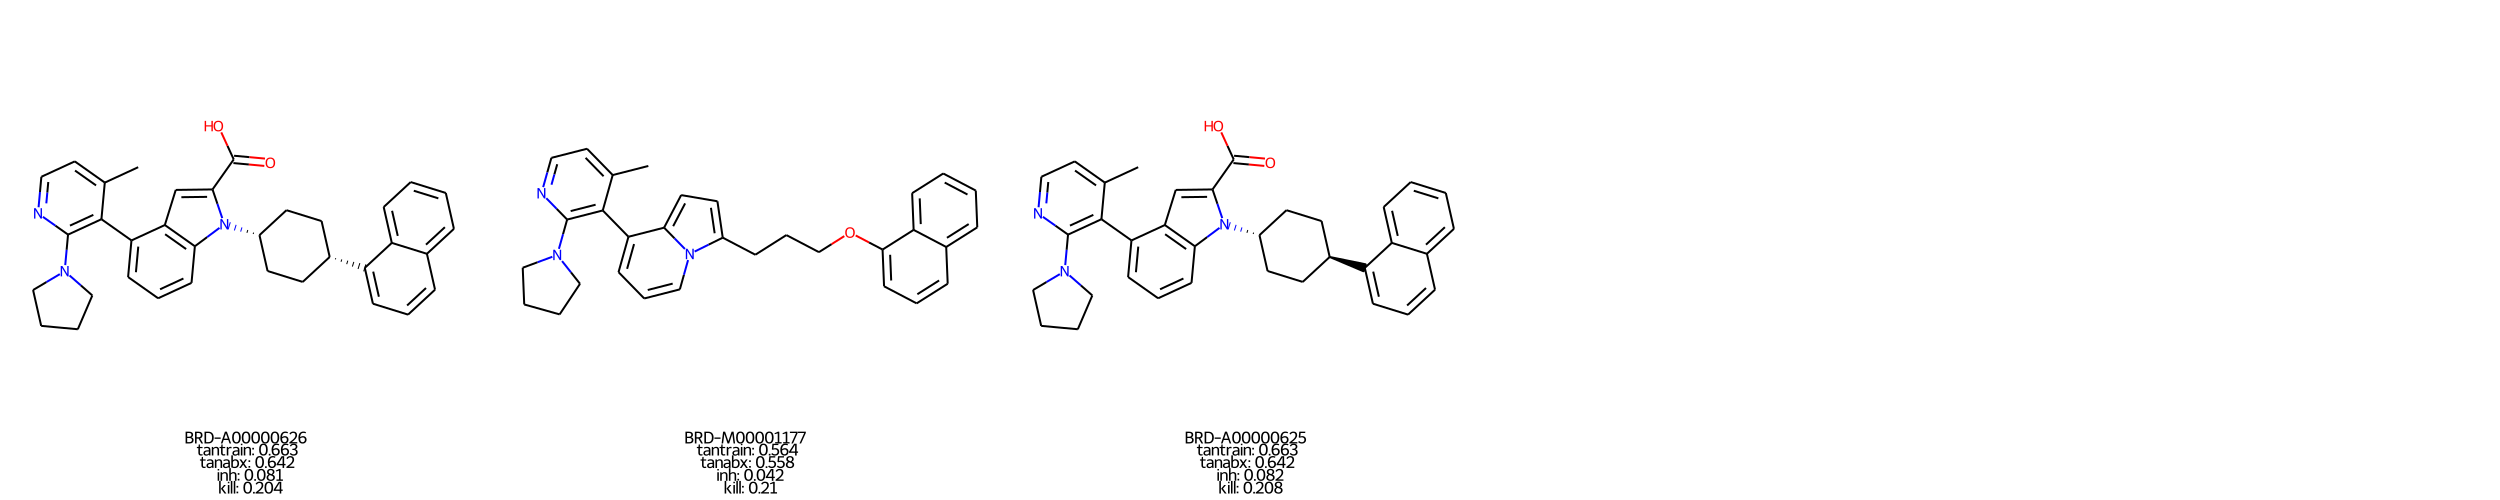 HO
O
N
N
N
BRD-A00000626
tantrain: 0.663
tanabx: 0.642
inh: 0.081
kill: 0.204
N
N
N
O
BRD-M00001177
tantrain: 0.564
tanabx: 0.558
inh: 0.042
kill: 0.21
HO
O
N
N
N
BRD-A00000625
tantrain: 0.663
tanabx: 0.642
inh: 0.082
kill: 0.208